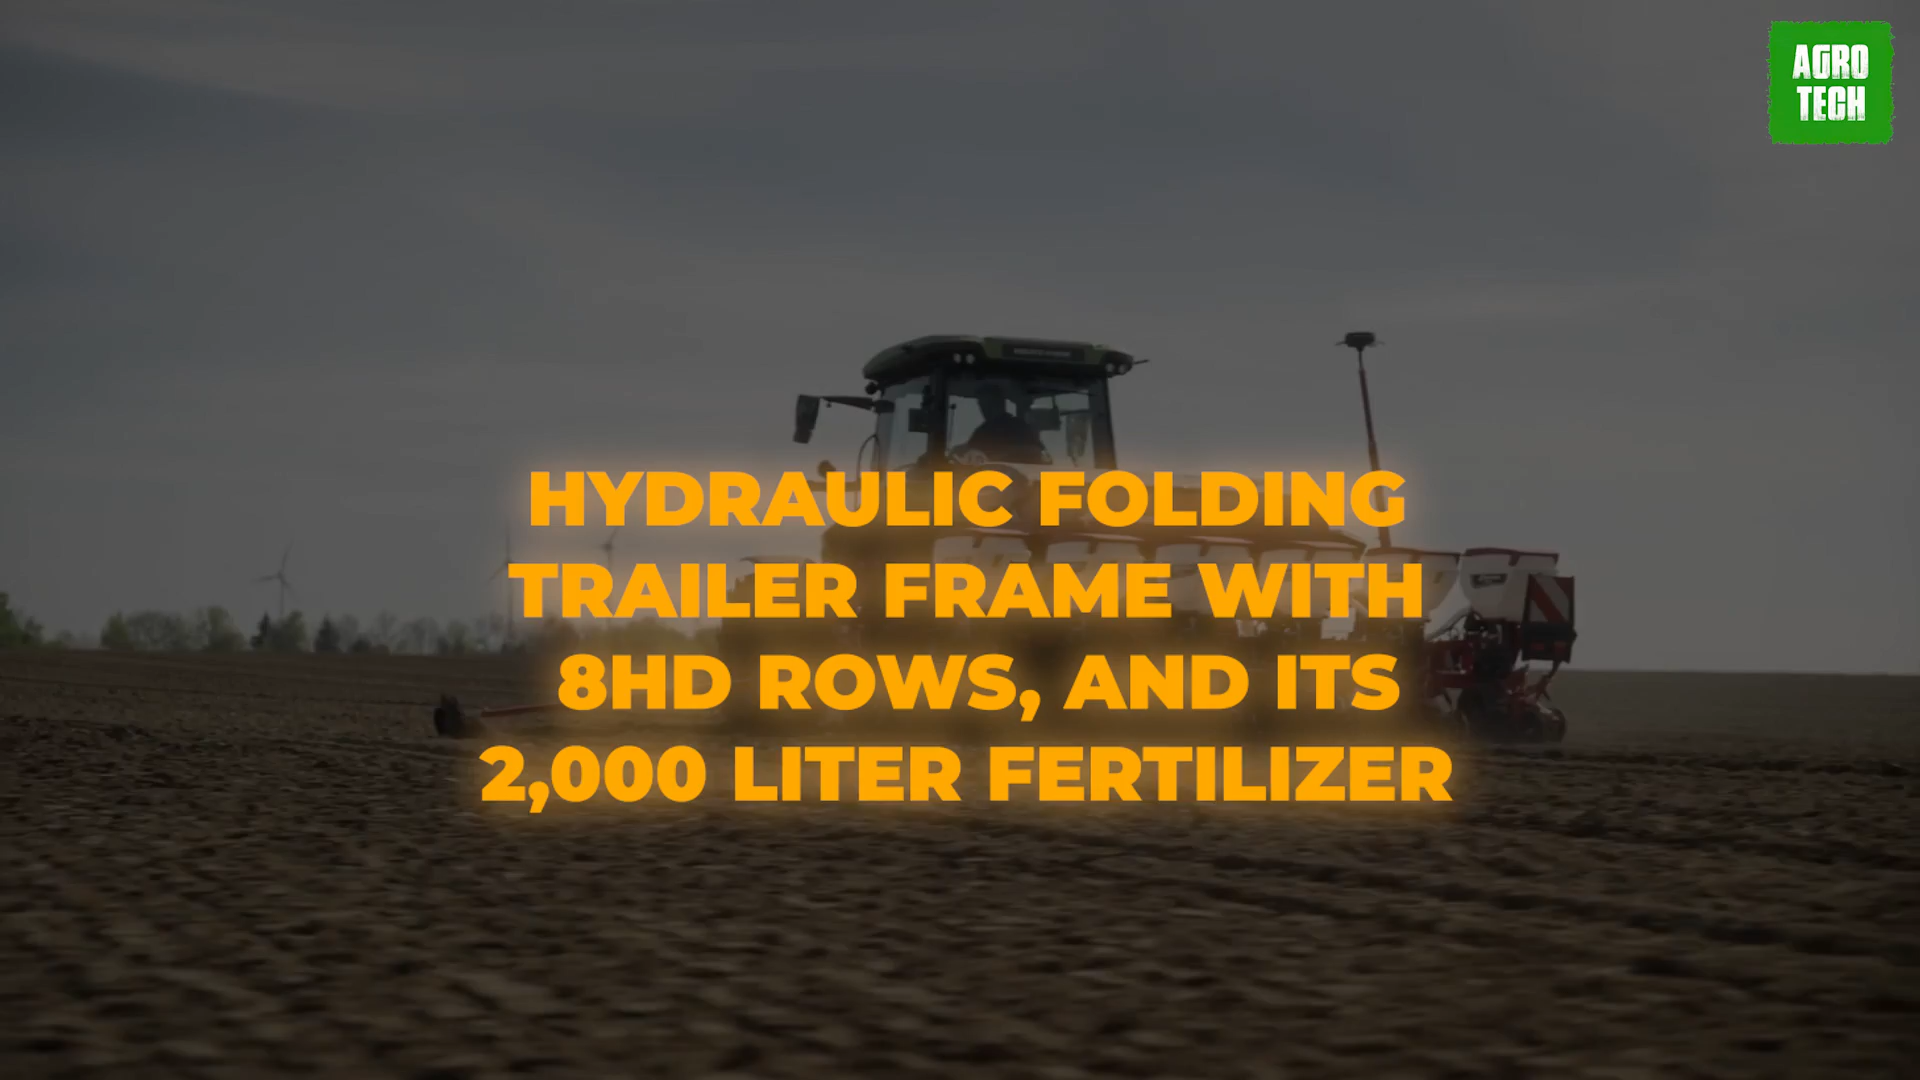 AGRO
TECH
HYDRAULIC FOLDING
TRAILER FRAME WITH
8HD ROWS, AND ITS
2,000 LITER FERTILIZER